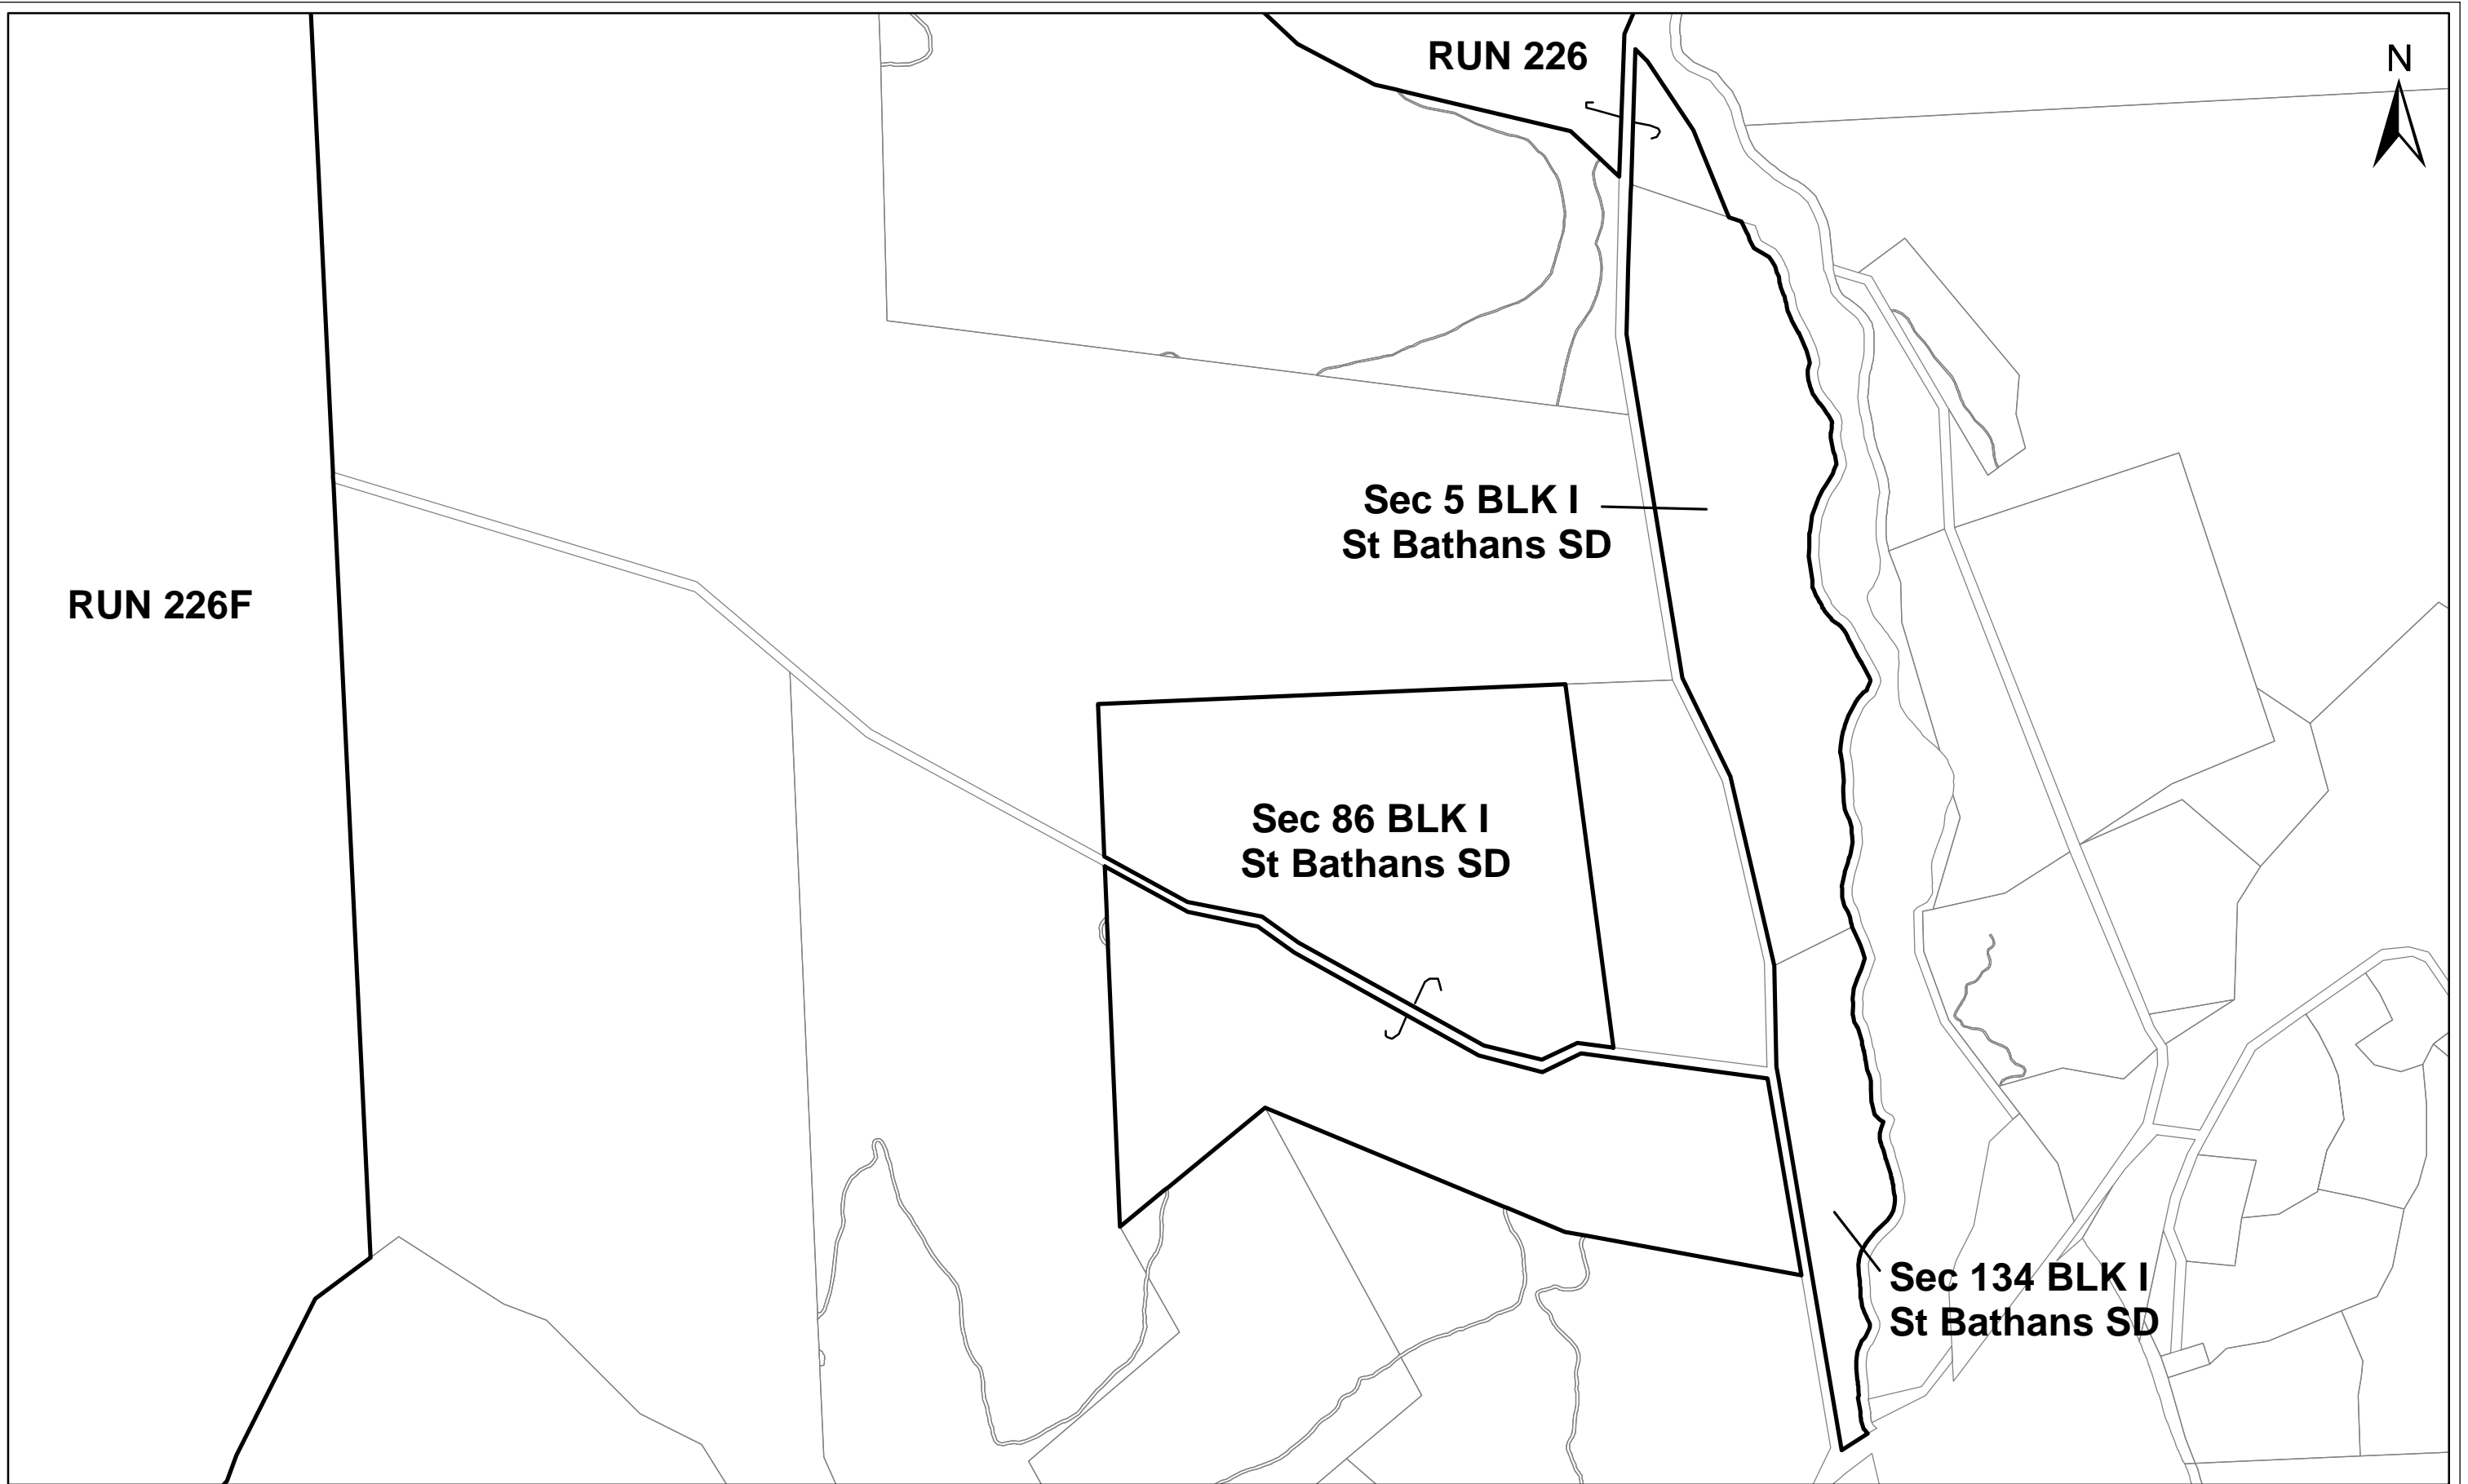 RUN 226
N
Sec 5 BLK I
St Bathans SD
RUN 226F
Sec 86 BLK I
St Bathans SD
Sec 134 BLK I
St Bathans SD